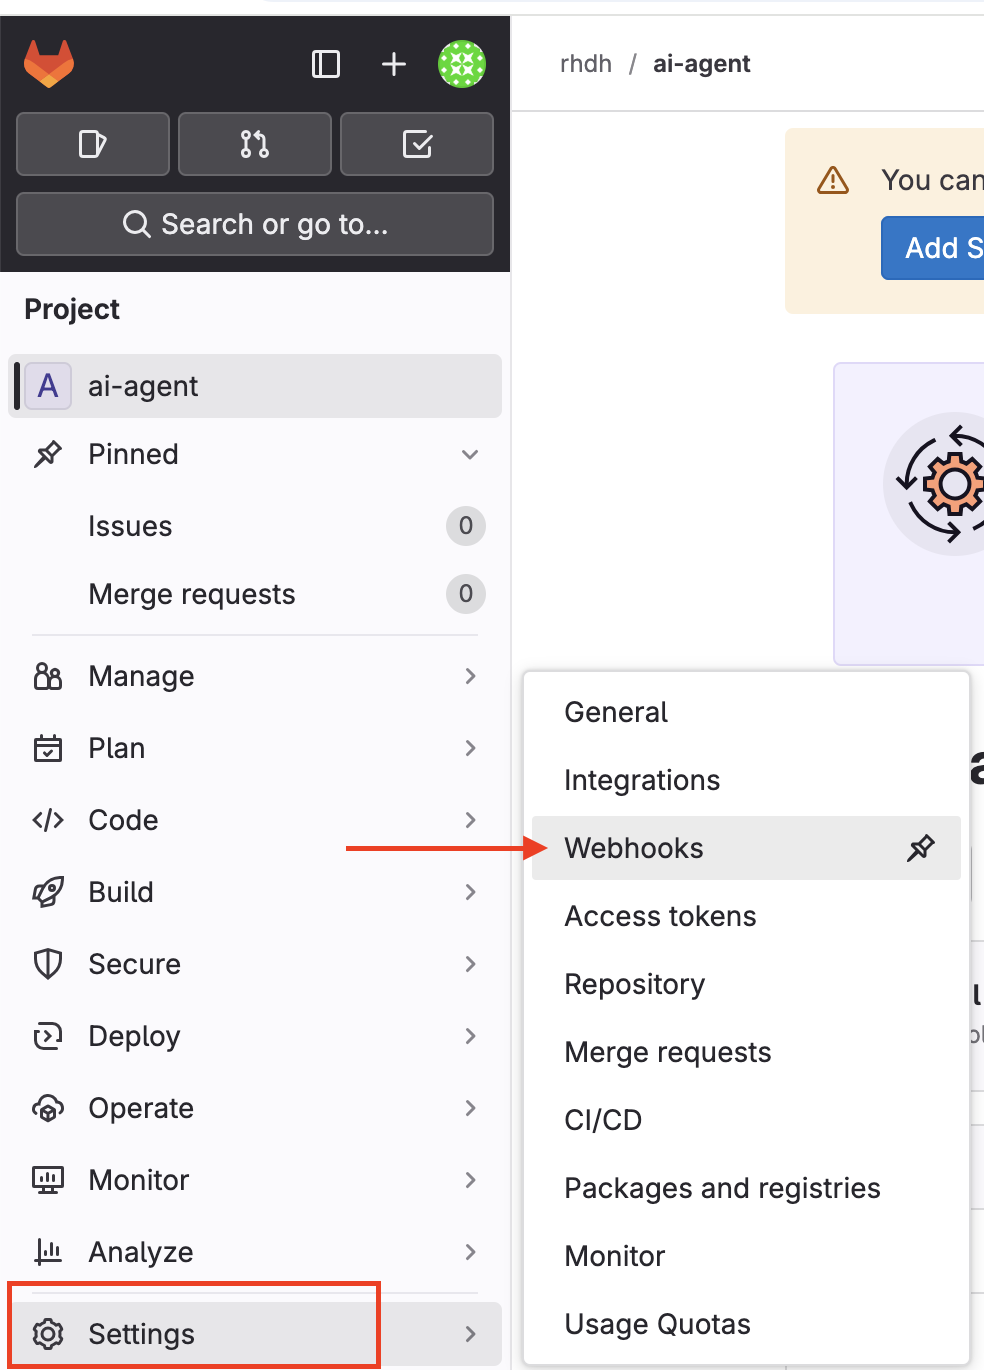 rhdh / ai-agent
Search or go to...
You can
Add S
Project
A ai-agent
Pinned
Issues 0
Merge requests 0
Manage
Plan
Code
Build
Secure
Deploy
Operate
Monitor
Analyze
Settings
General
Integrations
Webhooks
Access tokens
Repository
Merge requests
CI/CD
Packages and registries
Monitor
Usage Quotas